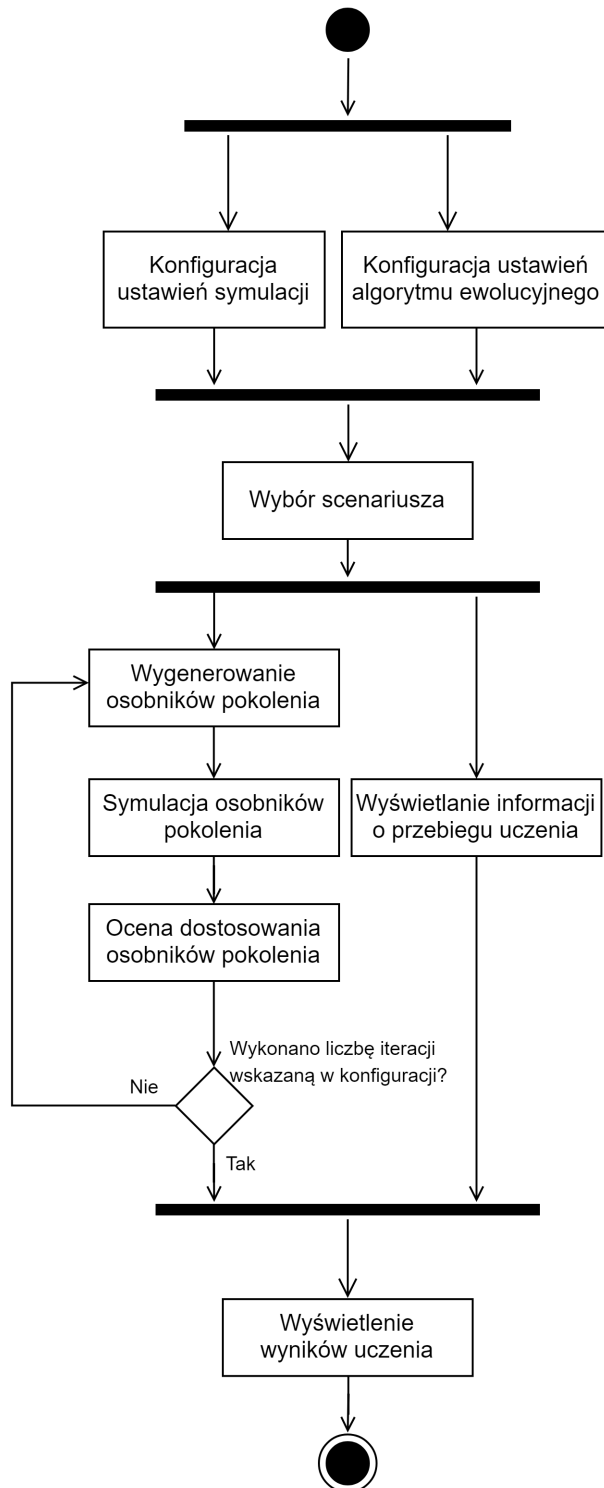 Konfiguracja
ustawień symulacji
Konfiguracja ustawień
algorytmu ewolucyjnego
Wybór scenariusza
Wygenerowanie
osobników pokolenia
Symulacja osobników
pokolenia
Wyświetlanie informacji
o przebiegu uczenia
Ocena dostosowania
osobników pokolenia
Wykonano liczbę iteracji
wskazaną w konfiguracji?
Nie
Tak
Wyświetlenie
wyników uczenia